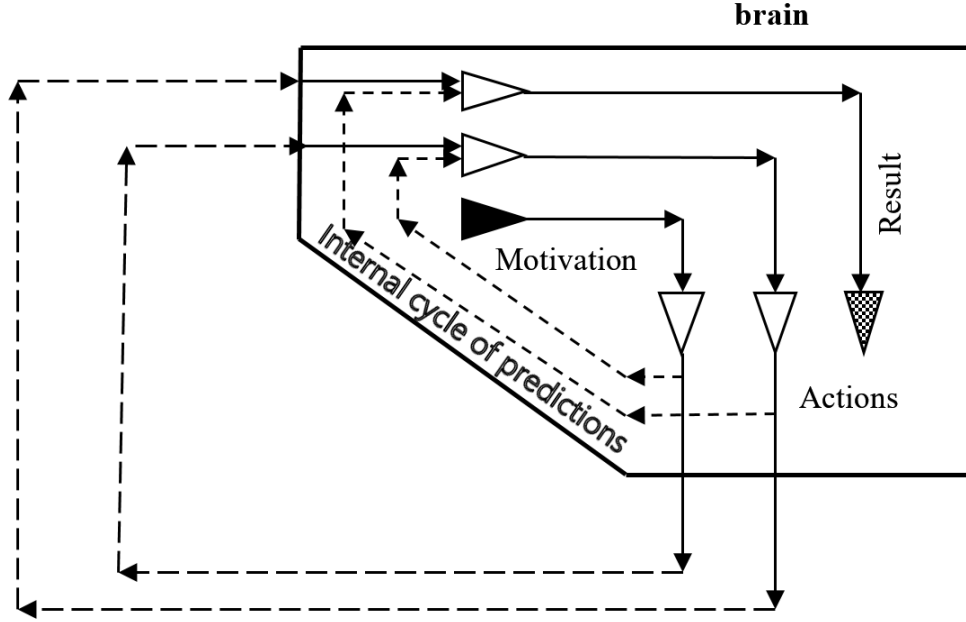 brain
Result
Motivation
Internal cycle of predictions
Actions